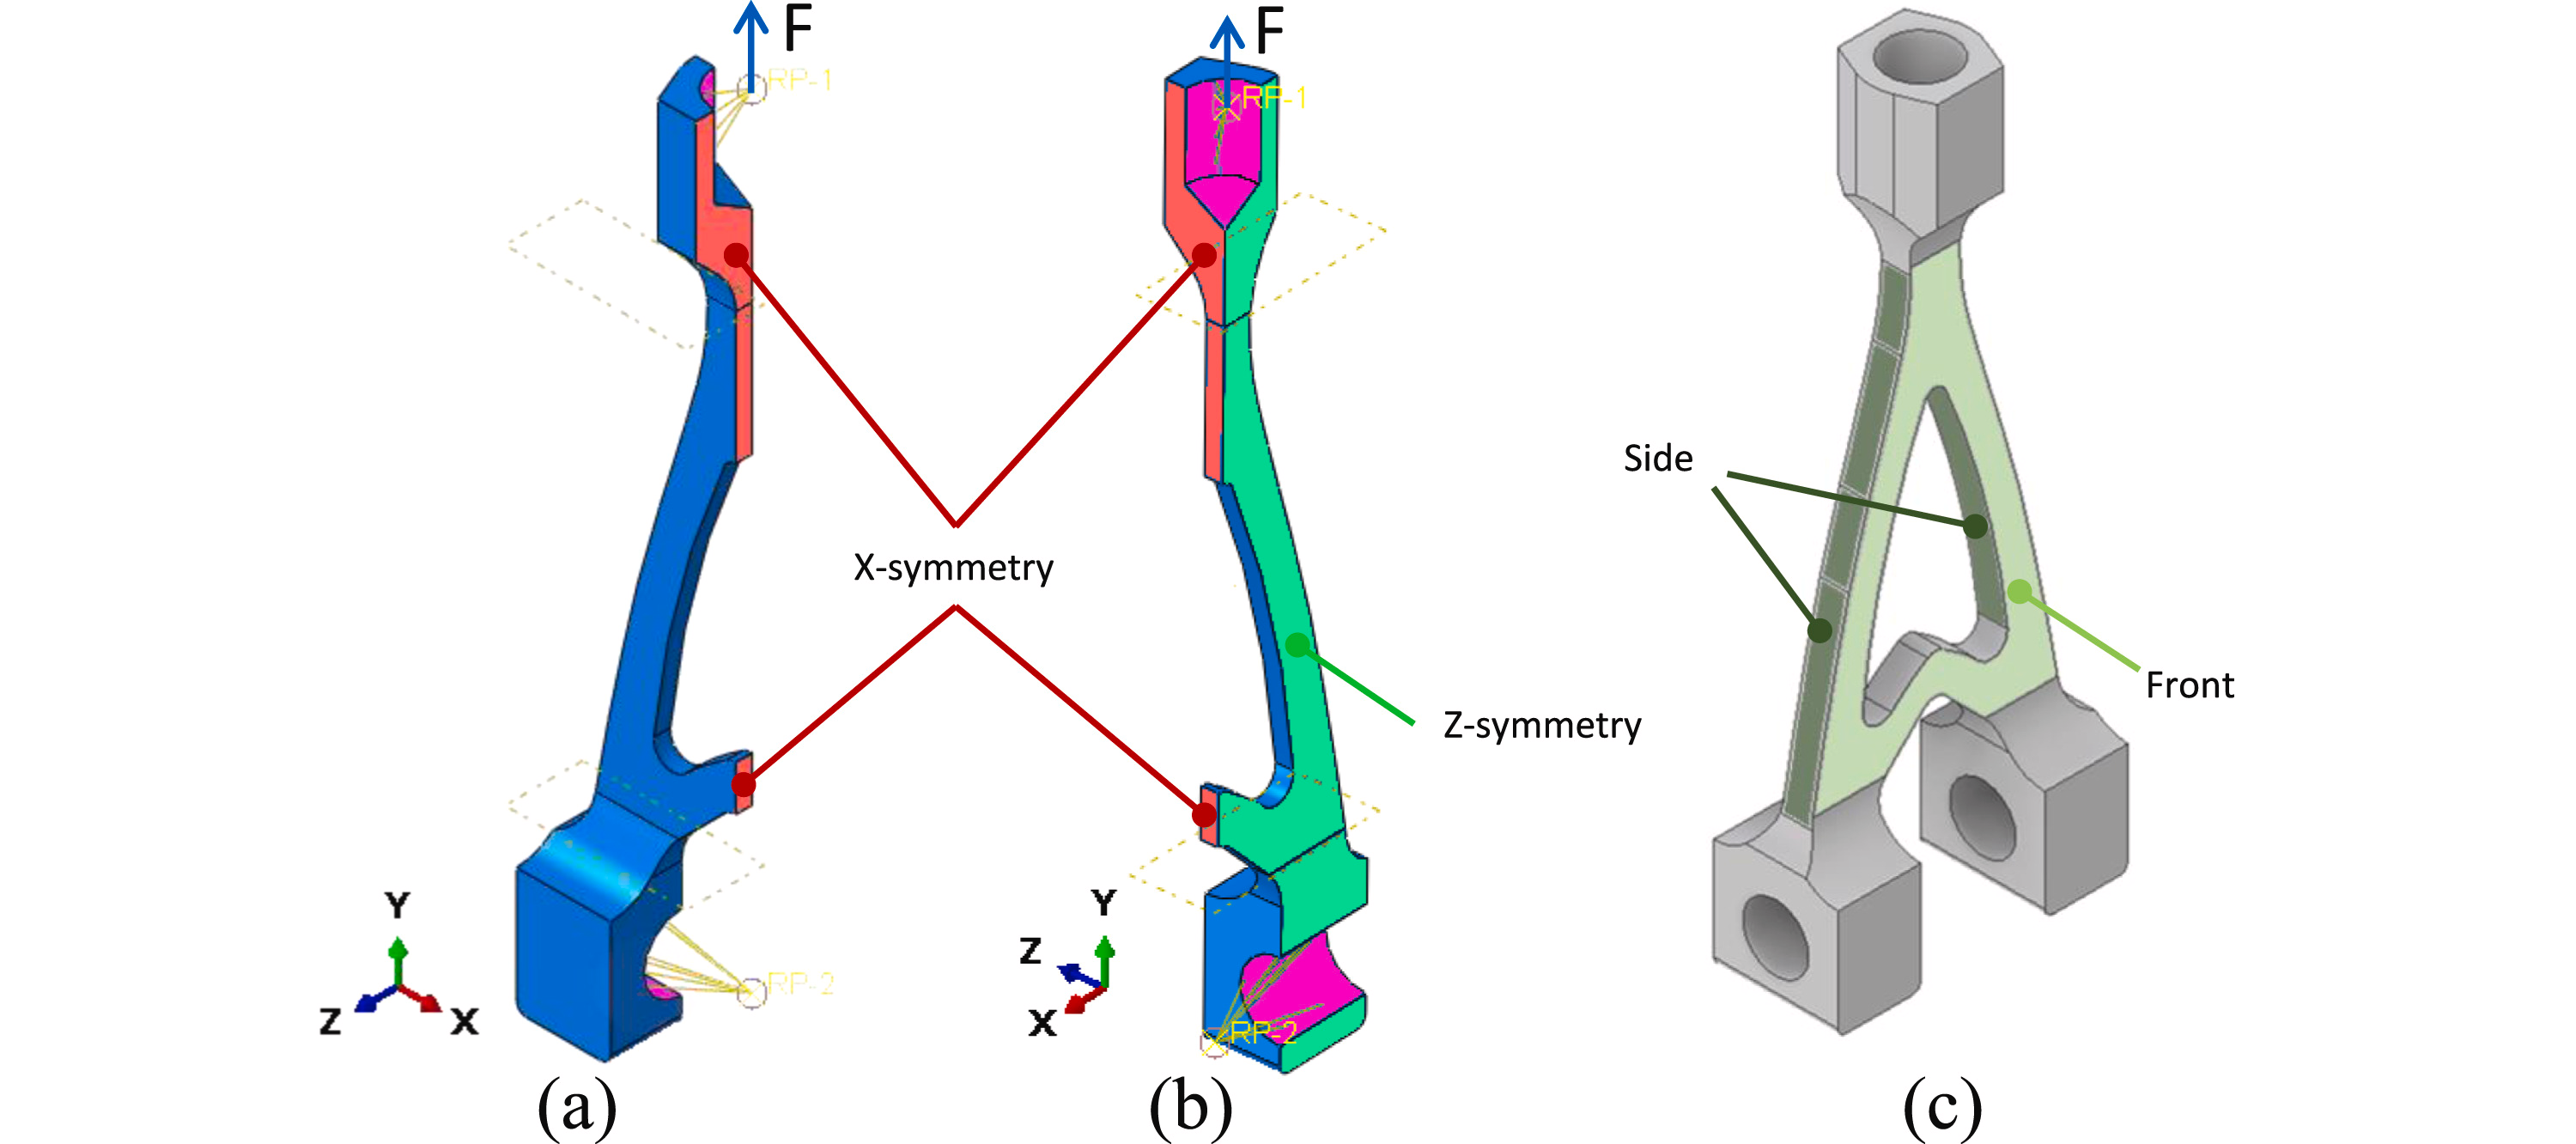 F
RP-1
F
RP-1
Side
X-symmetry
Front
Z-symmetry
Y
Z
X
RP-2
Y
Z
X
RP-2
(a)
(b)
(c)